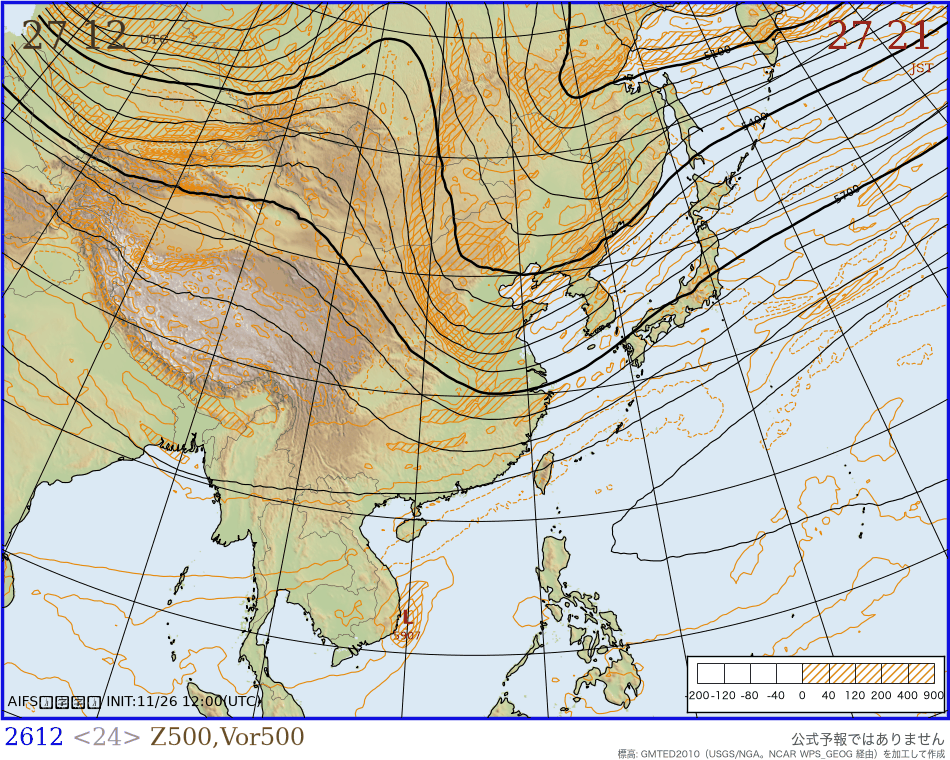 27 12 UTC
27 21
JST
5100
5400
5700
L
5907
-200 -120 -80 -40 0 40 120 200 400 900
AIFS INIT:11/26 12:00(UTC)
2612 <24> Z500,Vor500
公式予報ではありません
標高: GMTED2010（USGS/NGA。NCAR WPS_GEOG 経由）を加工して作成